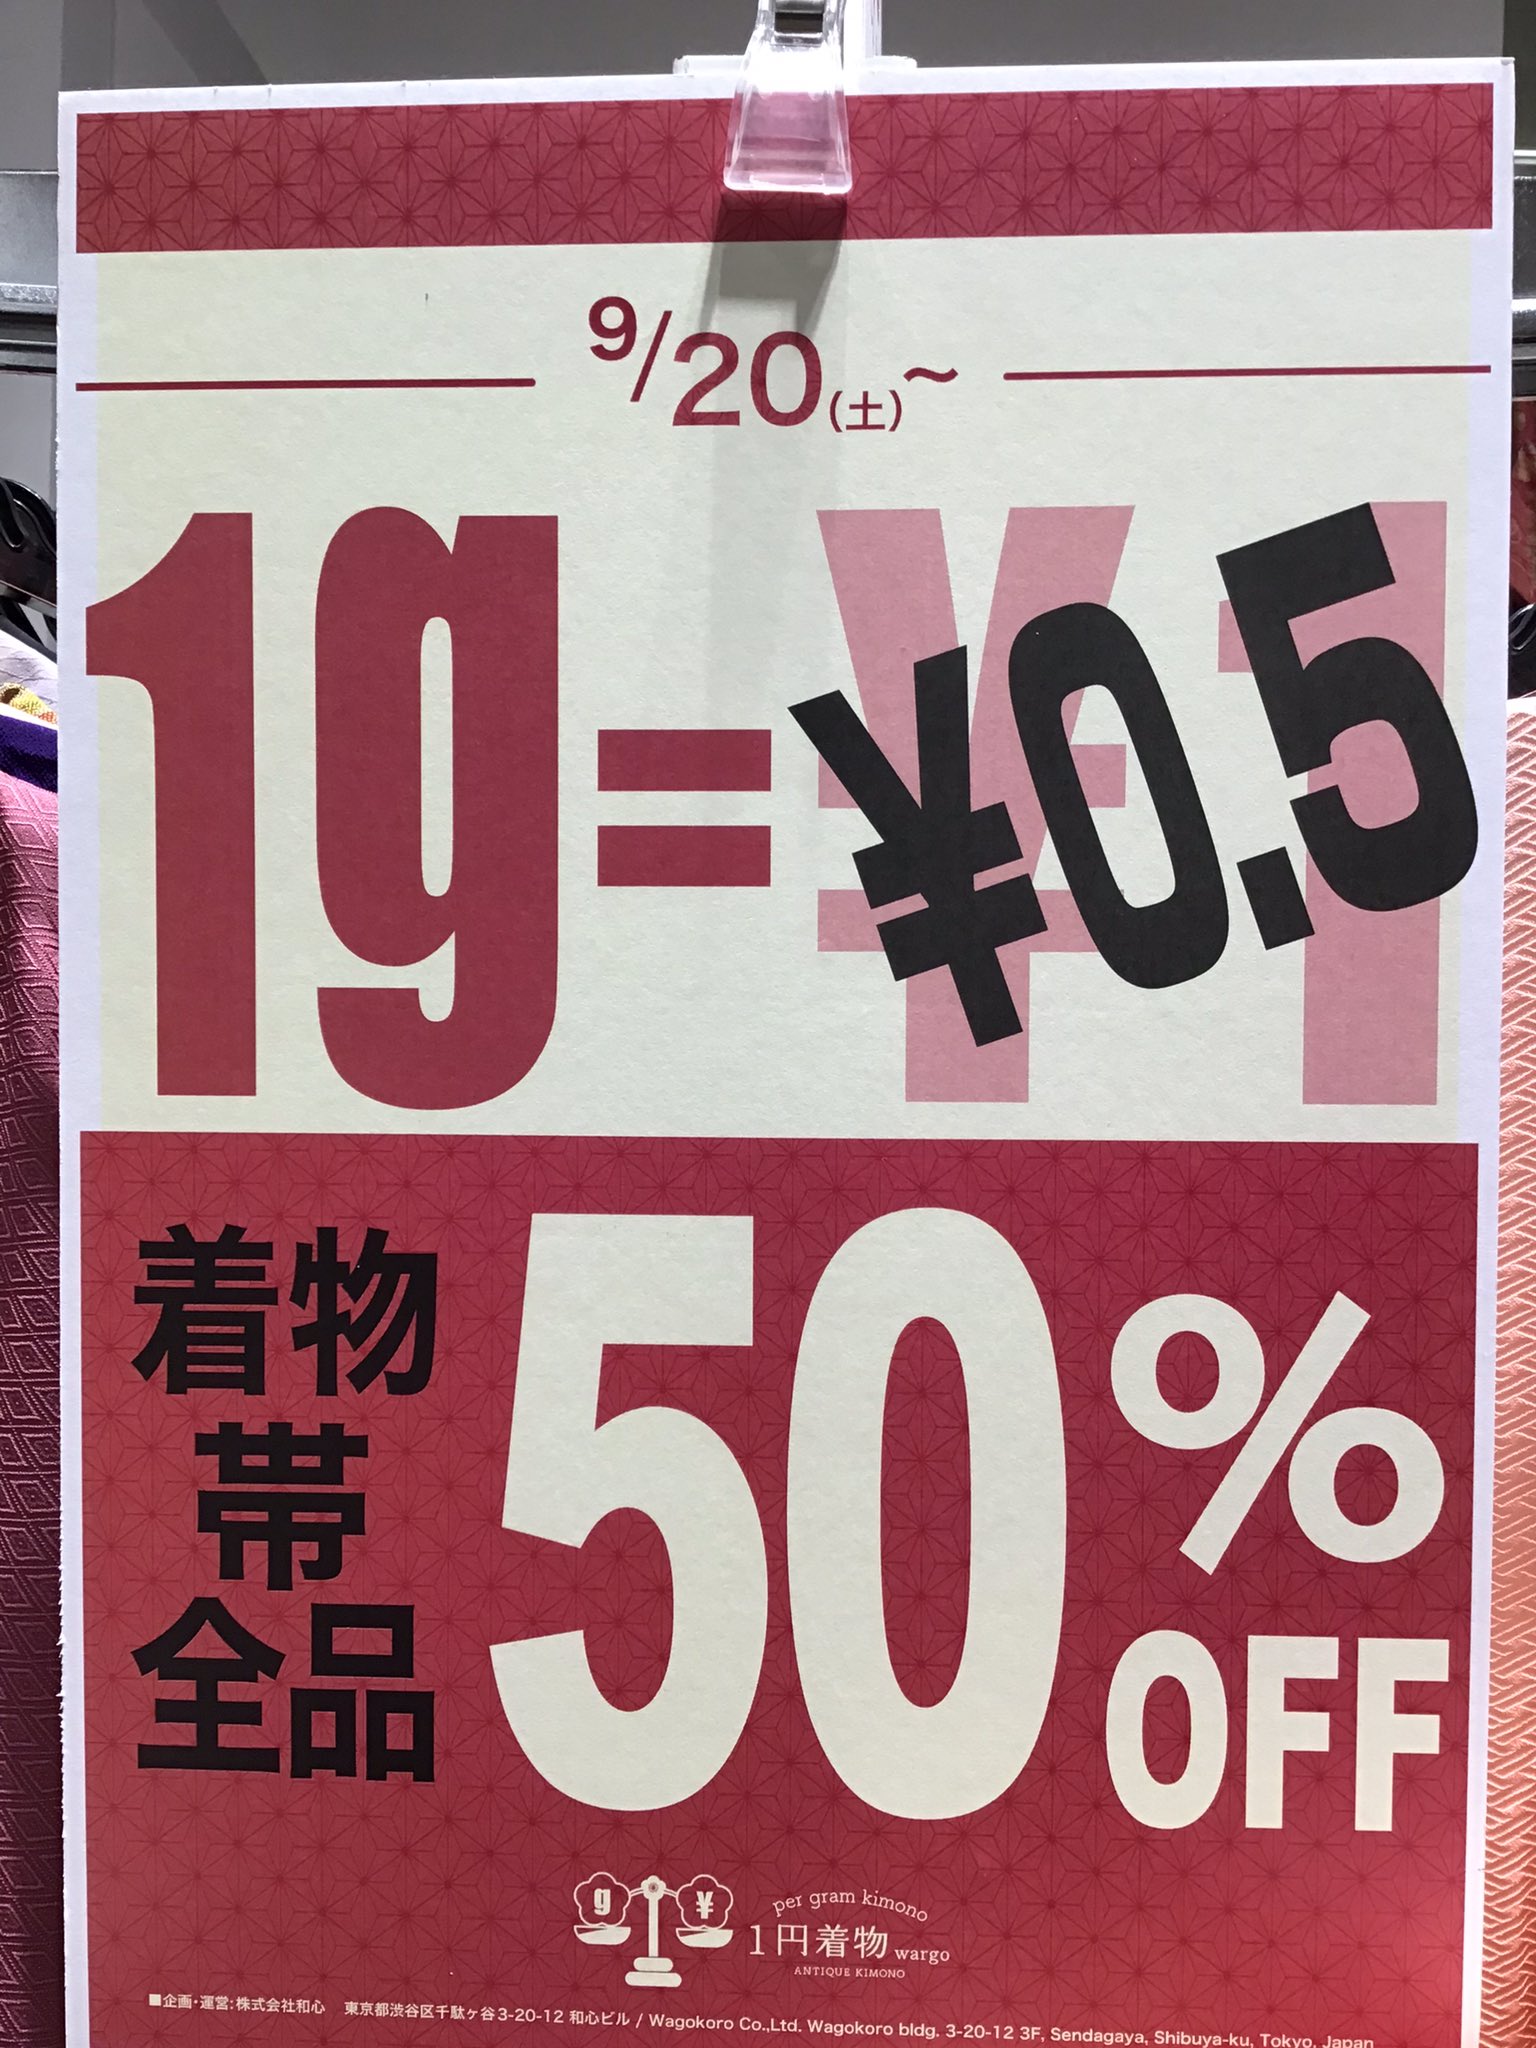 9/20(土)~
1g=¥1
¥0.5
着物
帯
全品
50%
OFF
g ¥
per gram kimono
1円着物 wargo
ANTIQUE KIMONO
■企画・運営:株式会社和心 東京都渋谷区千駄ヶ谷3-20-12 和心ビル / Wagokoro Co.,Ltd. Wagokoro bldg. 3-20-12 3F, Sendagaya, Shibuya-ku, Tokyo, Japan